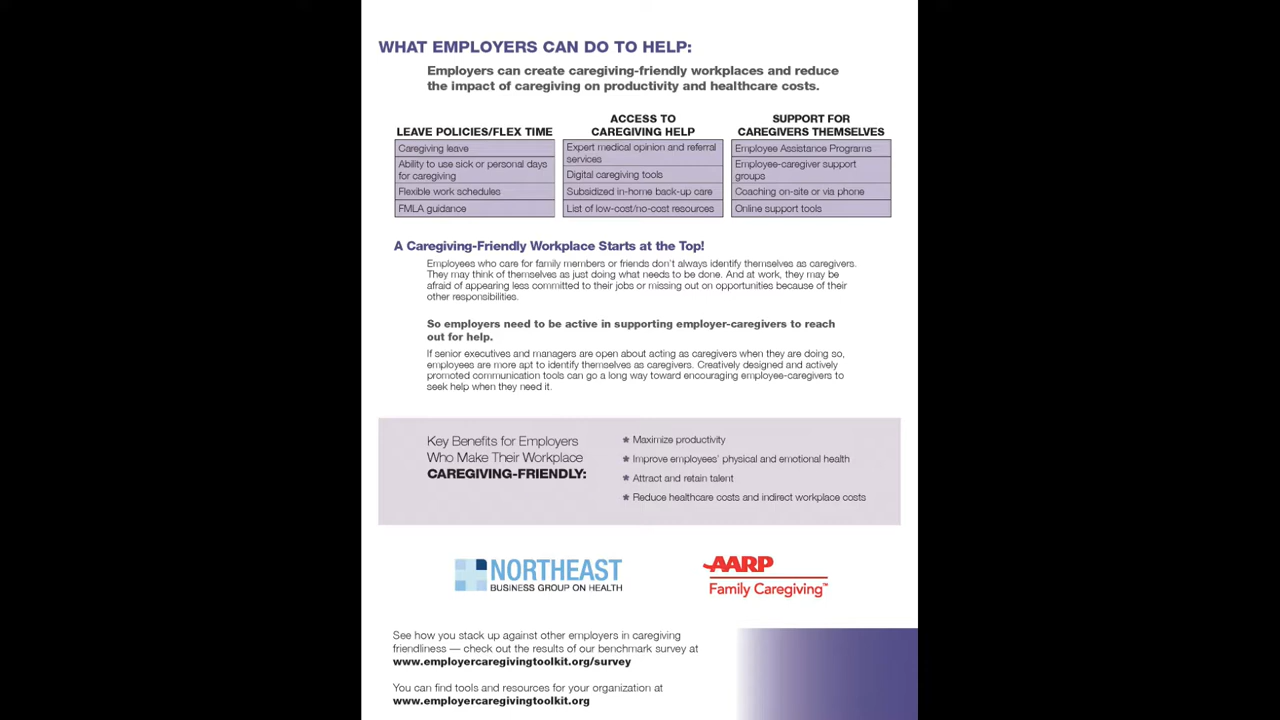 WHAT EMPLOYERS CAN DO TO HELP:
Employers can create caregiving-friendly workplaces and reduce
the impact of caregiving on productivity and healthcare costs.
LEAVE POLICIES/FLEX TIME
Caregiving leave
Ability to use sick or personal days
for caregiving
Flexible work schedules
FMLA guidance
ACCESS TO
CAREGIVING HELP
Expert medical opinion and referral
services
Digital caregiving tools
Subsidized in-home back-up care
List of low-cost/no-cost resources
SUPPORT FOR
CAREGIVERS THEMSELVES
Employee Assistance Programs
Employee-caregiver support
groups
Coaching on-site or via phone
Online support tools
A Caregiving-Friendly Workplace Starts at the Top!
Employees who care for family members or friends don't always identify themselves as caregivers.
They may think of themselves as just doing what needs to be done. And at work, they may be
afraid of appearing less committed to their jobs or missing out on opportunities because of their
other responsibilities.
So employers need to be active in supporting employer-caregivers to reach
out for help.
If senior executives and managers are open about acting as caregivers when they are doing so,
employees are more apt to identify themselves as caregivers. Creatively designed and actively
promoted communication tools can go a long way toward encouraging employee-caregivers to
seek help when they need it.
Key Benefits for Employers
Who Make Their Workplace
CAREGIVING-FRIENDLY:
★ Maximize productivity
★ Improve employees' physical and emotional health
★ Attract and retain talent
★ Reduce healthcare costs and indirect workplace costs
NORTHEAST
BUSINESS GROUP ON HEALTH
AARP
Family Caregiving™
See how you stack up against other employers in caregiving
friendliness — check out the results of our benchmark survey at
www.employercaregivingtoolkit.org/survey
You can find tools and resources for your organization at
www.employercaregivingtoolkit.org